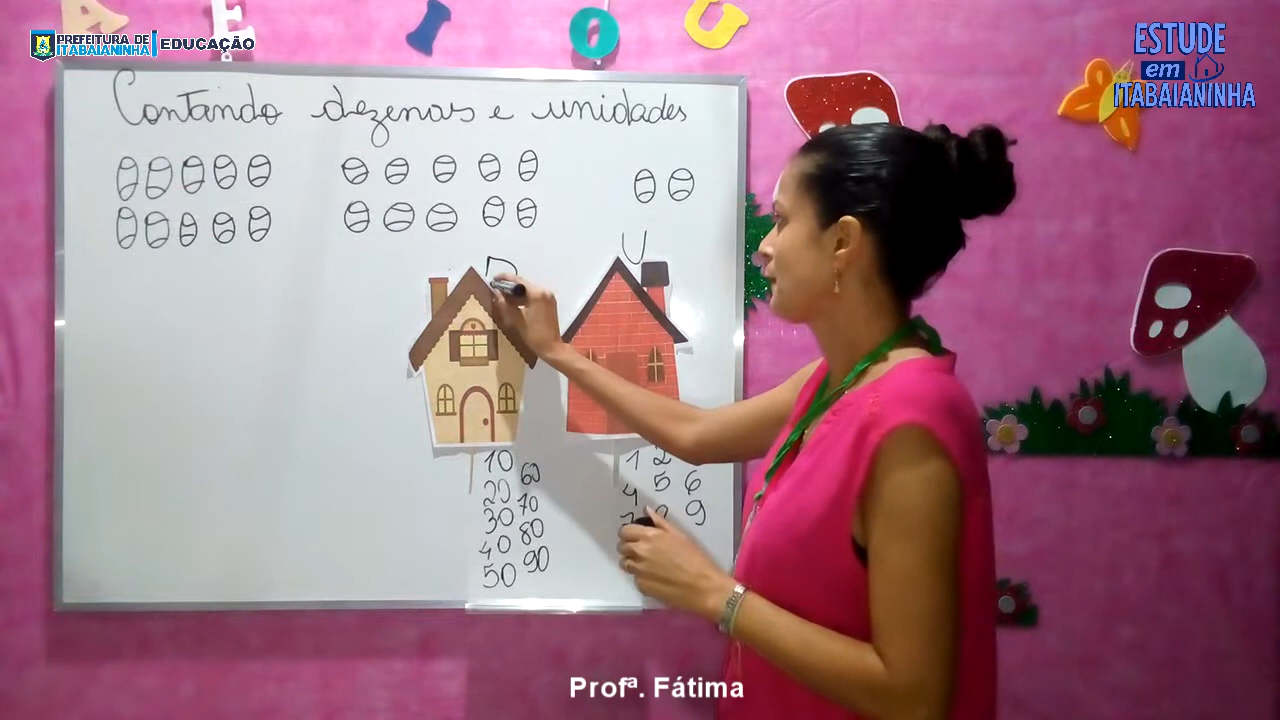 A E I O U
PREFEITURA DE
ITABAIANINHA
EDUCAÇÃO
ESTUDE
em
ITABAIANINHA
Contando dezenas e unidades
D U
10 60
20 70
30 80
40 90
50
1 2
4 5 6
9
Profª. Fátima